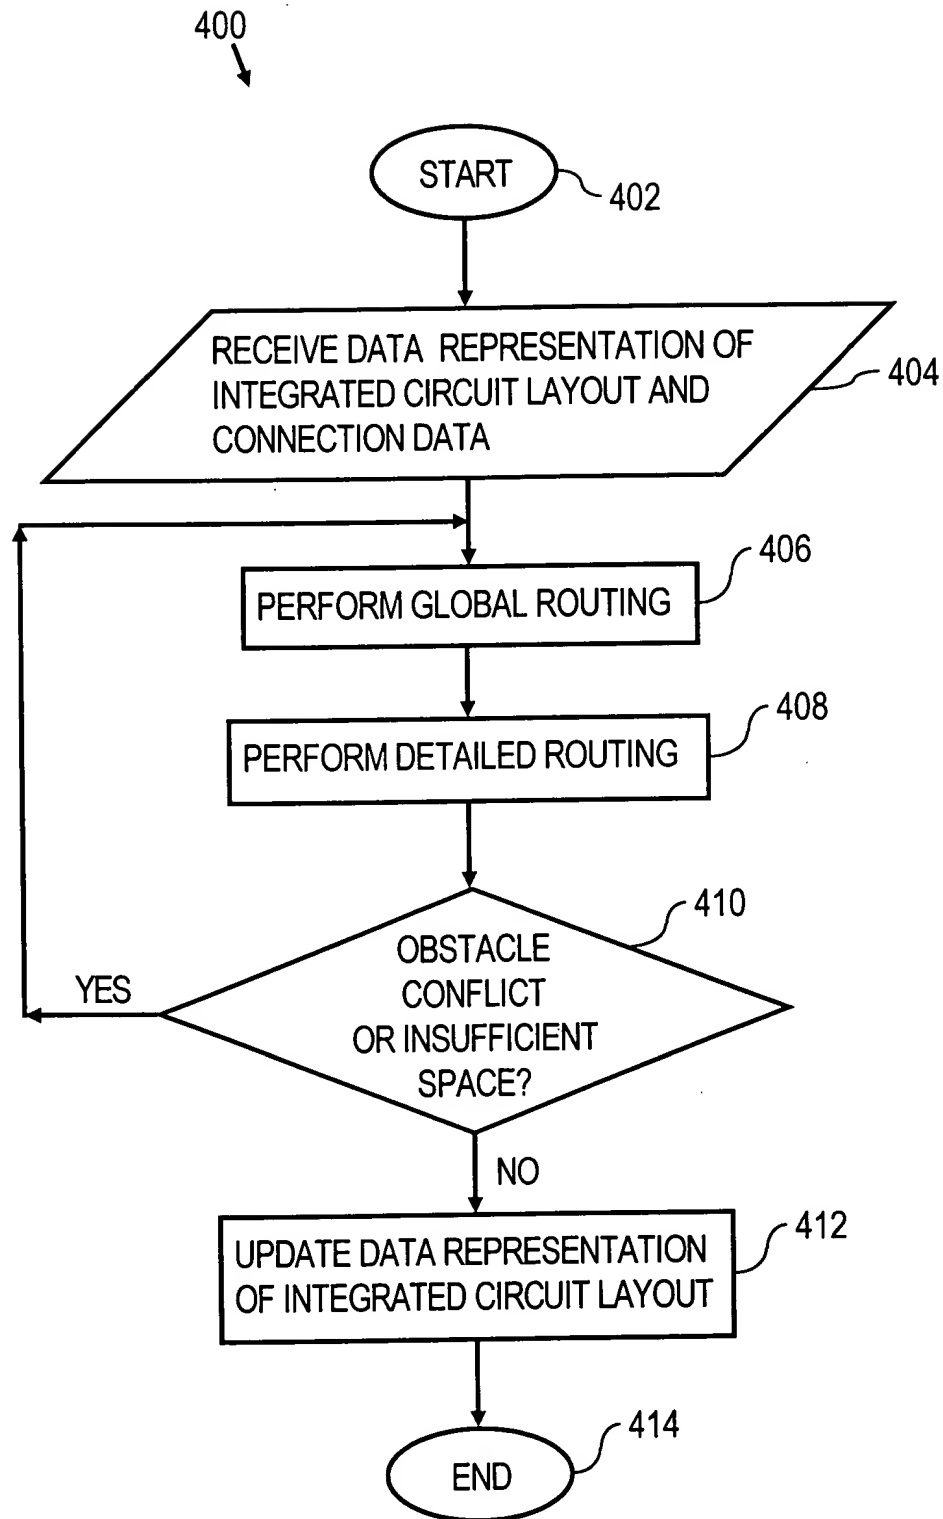 400
START
402
RECEIVE DATA REPRESENTATION OF
INTEGRATED CIRCUIT LAYOUT AND
CONNECTION DATA
404
406
PERFORM GLOBAL ROUTING
408
PERFORM DETAILED ROUTING
410
OBSTACLE
CONFLICT
OR INSUFFICIENT
SPACE?
YES
NO
412
UPDATE DATA REPRESENTATION
OF INTEGRATED CIRCUIT LAYOUT
414
END